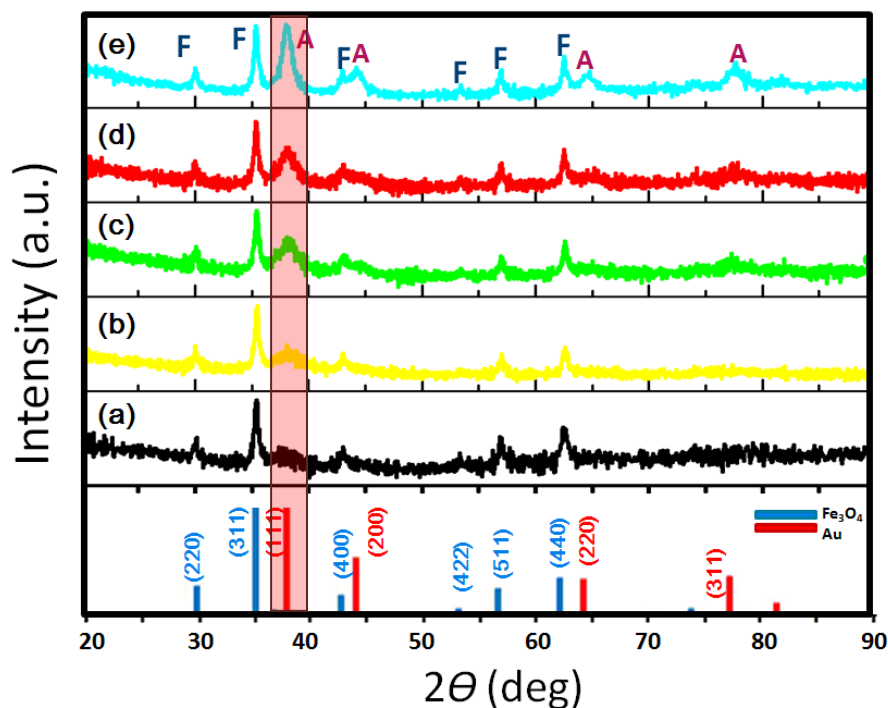 (e) F F A F A F F F A A
(d)
(c)
(b)
(a)
Fe₃O₄
Au
(220) (311) (111) (400) (200) (422) (511) (440) (220) (311)
20 30 40 50 60 70 80 90
2Θ (deg)
Intensity (a.u.)